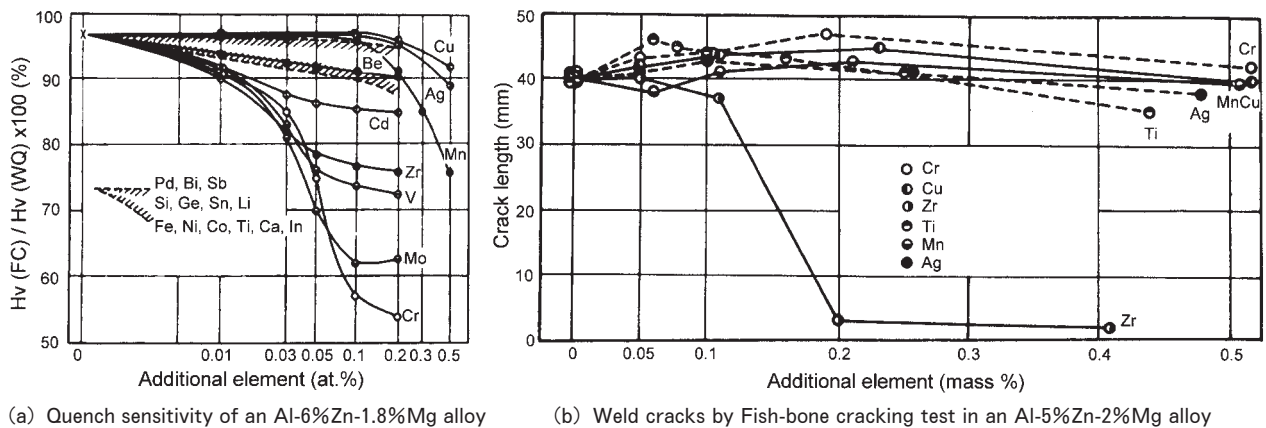 Hv (FC) / Hv (WQ) x100 (%)
100
90
80
70
60
50
x
Cu
Be
Ag
Cd
Mn
Zr
V
Mo
Cr
Pd, Bi, Sb
Si, Ge, Sn, Li
Fe, Ni, Co, Ti, Ca, In
0
0.01
0.03
0.05
0.1
0.2
0.3
0.5
Additional element (at.%)
(a) Quench sensitivity of an Al-6%Zn-1.8%Mg alloy
Crack length (mm)
50
40
30
20
10
0
Cr
MnCu
Ag
Ti
Cr
Cu
Zr
Ti
Mn
Ag
Zr
0
0.05
0.1
0.2
0.3
0.4
0.5
Additional element (mass %)
(b) Weld cracks by Fish-bone cracking test in an Al-5%Zn-2%Mg alloy